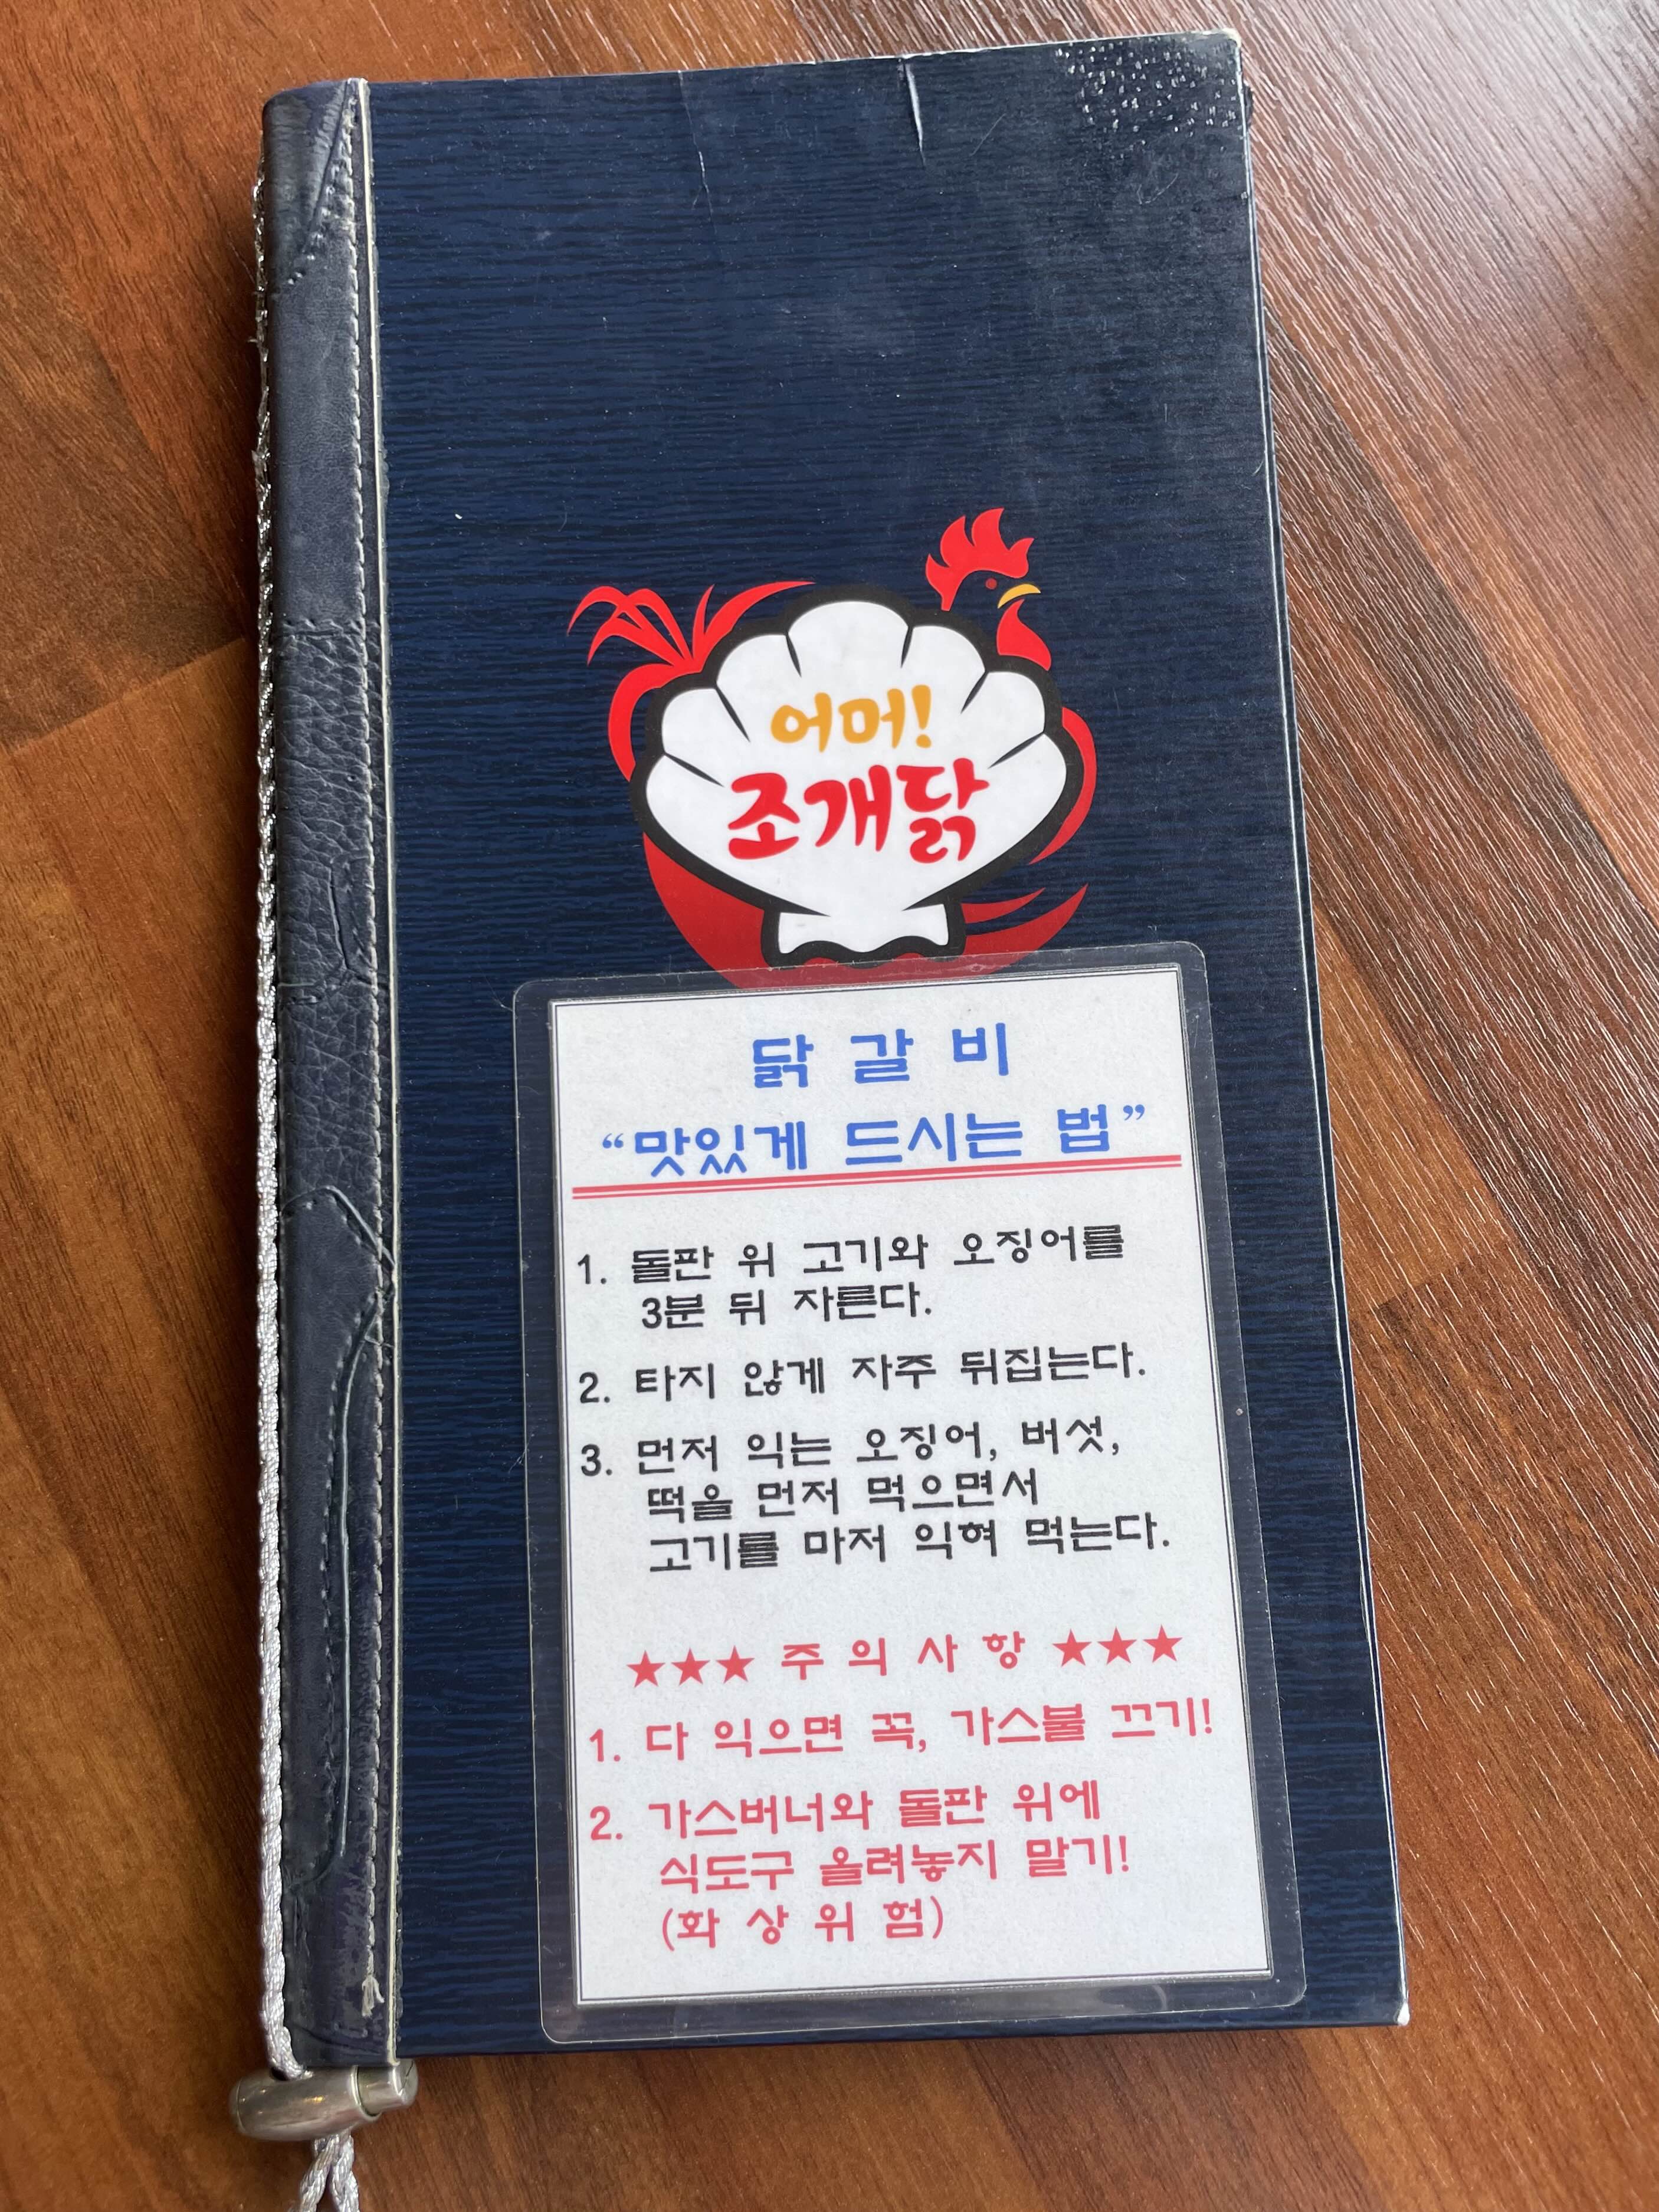 어머!
조개닭
닭 갈 비
“맛있게 드시는 법”
1. 돌판 위 고기와 오징어를
3분 뒤 자른다.
2. 타지 않게 자주 뒤집는다.
3. 먼저 익는 오징어, 버섯,
떡을 먼저 먹으면서
고기를 마저 익혀 먹는다.
★★★ 주 의 사 항 ★★★
1. 다 익으면 꼭, 가스불 끄기!
2. 가스버너와 돌판 위에
식도구 올려놓지 말기!
(화 상 위 험)